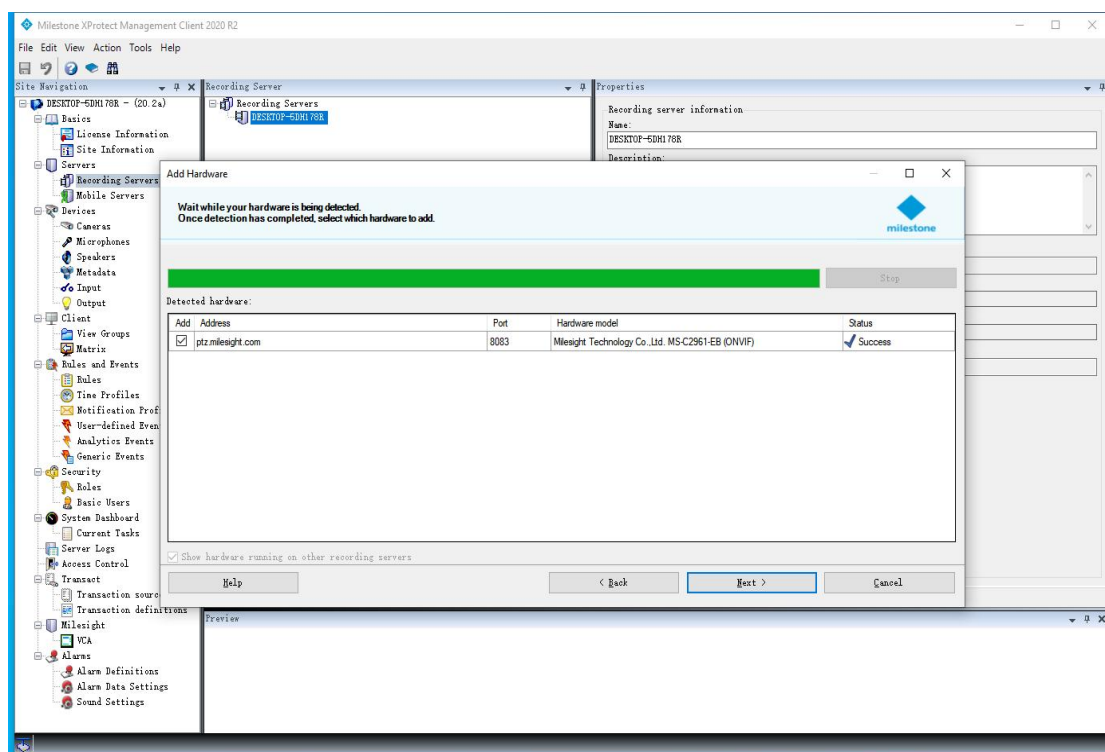 Milestone XProtect Management Client 2020 R2
File Edit View Action Tools Help
Site Navigation
DESKTOP-5DH178R - (20.2a)
Basics
License Information
Site Information
Servers
Recording Servers
Mobile Servers
Devices
Cameras
Microphones
Speakers
Metadata
Input
Output
Client
View Groups
Matrix
Rules and Events
Rules
Time Profiles
Notification Prof
User-defined Even
Analytics Events
Generic Events
Security
Roles
Basic Users
System Dashboard
Current Tasks
Server Logs
Access Control
Transact
Transaction sourc
Transaction definitions
Milesight
VCA
Alarms
Alarm Definitions
Alarm Data Settings
Sound Settings
Recording Server
Recording Servers
DESKTOP-5DH178R
Properties
Recording server information
Name:
DESKTOP-5DH178R
Description:
Add Hardware
Wait while your hardware is being detected.
Once detection has completed, select which hardware to add.
milestone
Stop
Detected hardware:
Add Address Port Hardware model Status
ptz.milesight.com 8083 Milesight Technology Co.,Ltd. MS-C2961-EB (ONVIF) Success
Show hardware running on other recording servers
Help < Back Next > Cancel
Preview